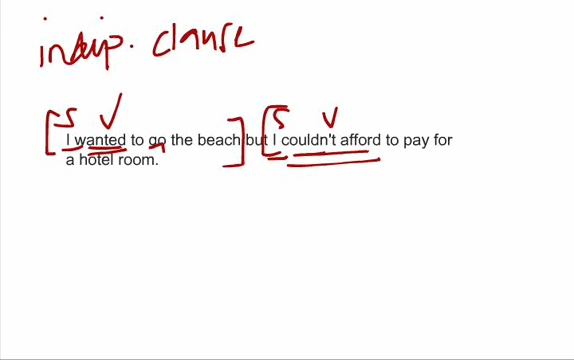 indep. clause
S V S V
I wanted to go the beach but I couldn't afford to pay for
a hotel room.